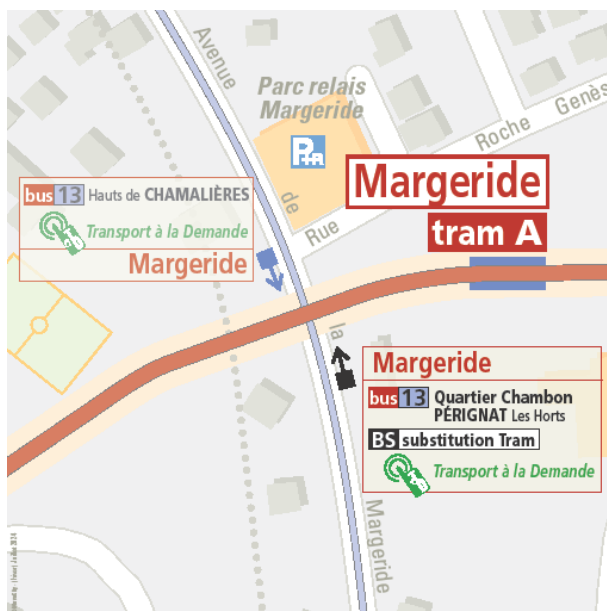 Avenue
de
la
Margeride
Parc relais
Margeride
P+R
Rue
Roche
Genès
Margeride
tram A
bus 13 Hauts de CHAMALIÈRES
Transport à la Demande
Margeride
Margeride
bus 13 Quartier Chambon
PÉRIGNAT Les Horts
BS substitution Tram
Transport à la Demande